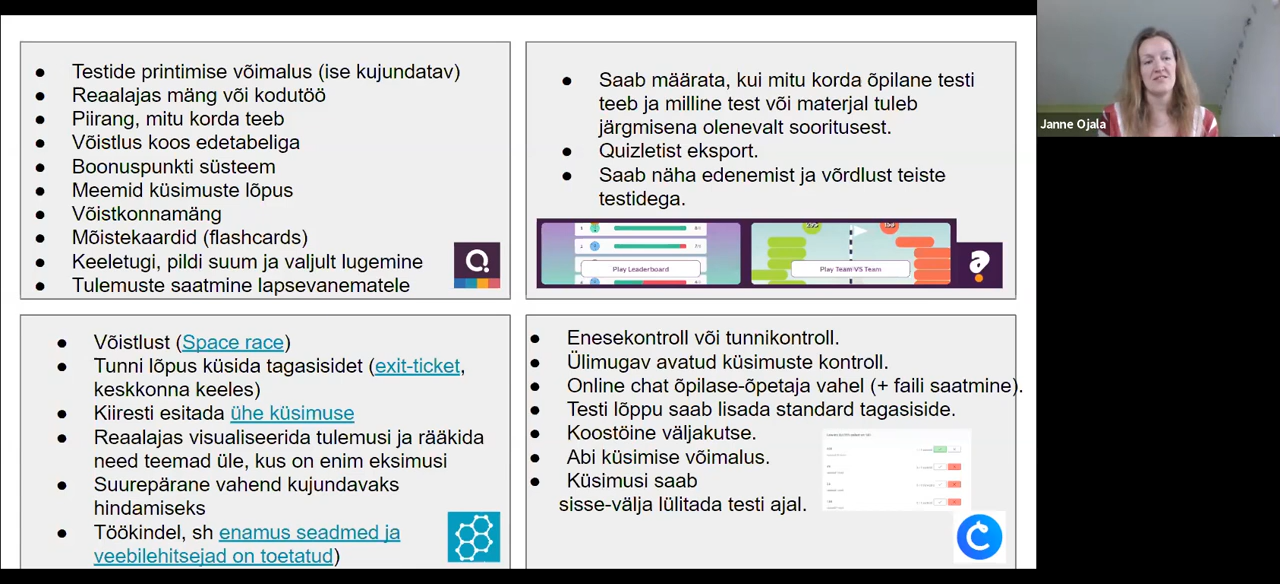 Testide printimise võimalus (ise kujundatav)
Reaalajas mäng või kodutöö
Piirang, mitu korda teeb
Võistlus koos edetabeliga
Boonuspunkti süsteem
Meemid küsimuste lõpus
Võistkonnamäng
Mõistekaardid (flashcards)
Keeletugi, pildi suum ja valjult lugemine
Tulemuste saatmine lapsevanematele
Saab määrata, kui mitu korda õpilane testi
teeb ja milline test või materjal tuleb
järgmisena olenevalt sooritusest.
Quizletist eksport.
Saab näha edenemist ja võrdlust teiste
testidega.
Play Leaderboard
Play Team VS Team
Võistlust (Space race)
Tunni lõpus küsida tagasisidet (exit-ticket,
keskkonna keeles)
Kiiresti esitada ühe küsimuse
Reaalajas visualiseerida tulemusi ja rääkida
need teemad üle, kus on enim eksimusi
Suurepärane vahend kujundavaks
hindamiseks
Töökindel, sh enamus seadmed ja
veebilehitsejad on toetatud)
Enesekontroll või tunnikontroll.
Ülimugav avatud küsimuste kontroll.
Online chat õpilase-õpetaja vahel (+ faili saatmine).
Testi lõppu saab lisada standard tagasiside.
Koostöine väljakutse.
Abi küsimise võimalus.
Küsimusi saab
sisse-välja lülitada testi ajal.
Janne Ojala